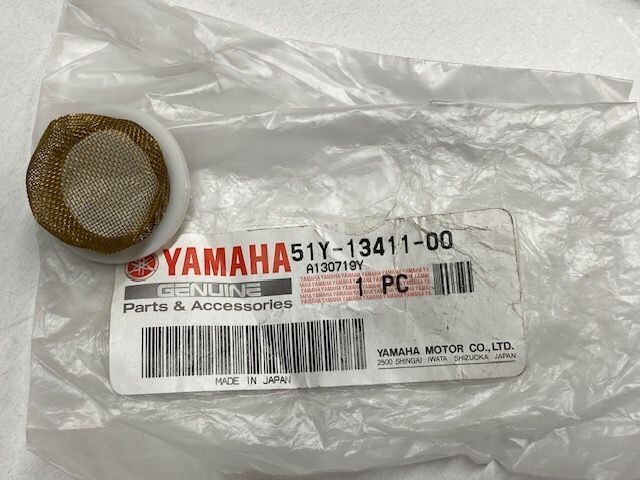 YAMAHA 51Y-13411-00
A130719Y
GENUINE
1 PC
Parts & Accessories
YAMAHA MOTOR CO.,LTD.
2500 SHINGAI IWATA SHIZUOKA JAPAN
MADE IN JAPAN